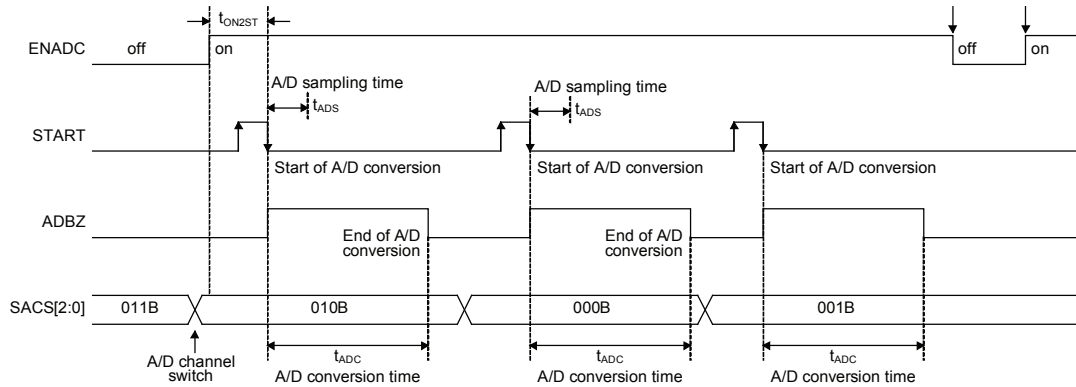 tON2ST
ENADC
off
on
off
on
A/D sampling time
tADS
A/D sampling time
tADS
START
Start of A/D conversion
Start of A/D conversion
Start of A/D conversion
ADBZ
End of A/D
conversion
End of A/D
conversion
SACS[2:0]
011B
010B
000B
001B
A/D channel
switch
tADC
A/D conversion time
tADC
A/D conversion time
tADC
A/D conversion time